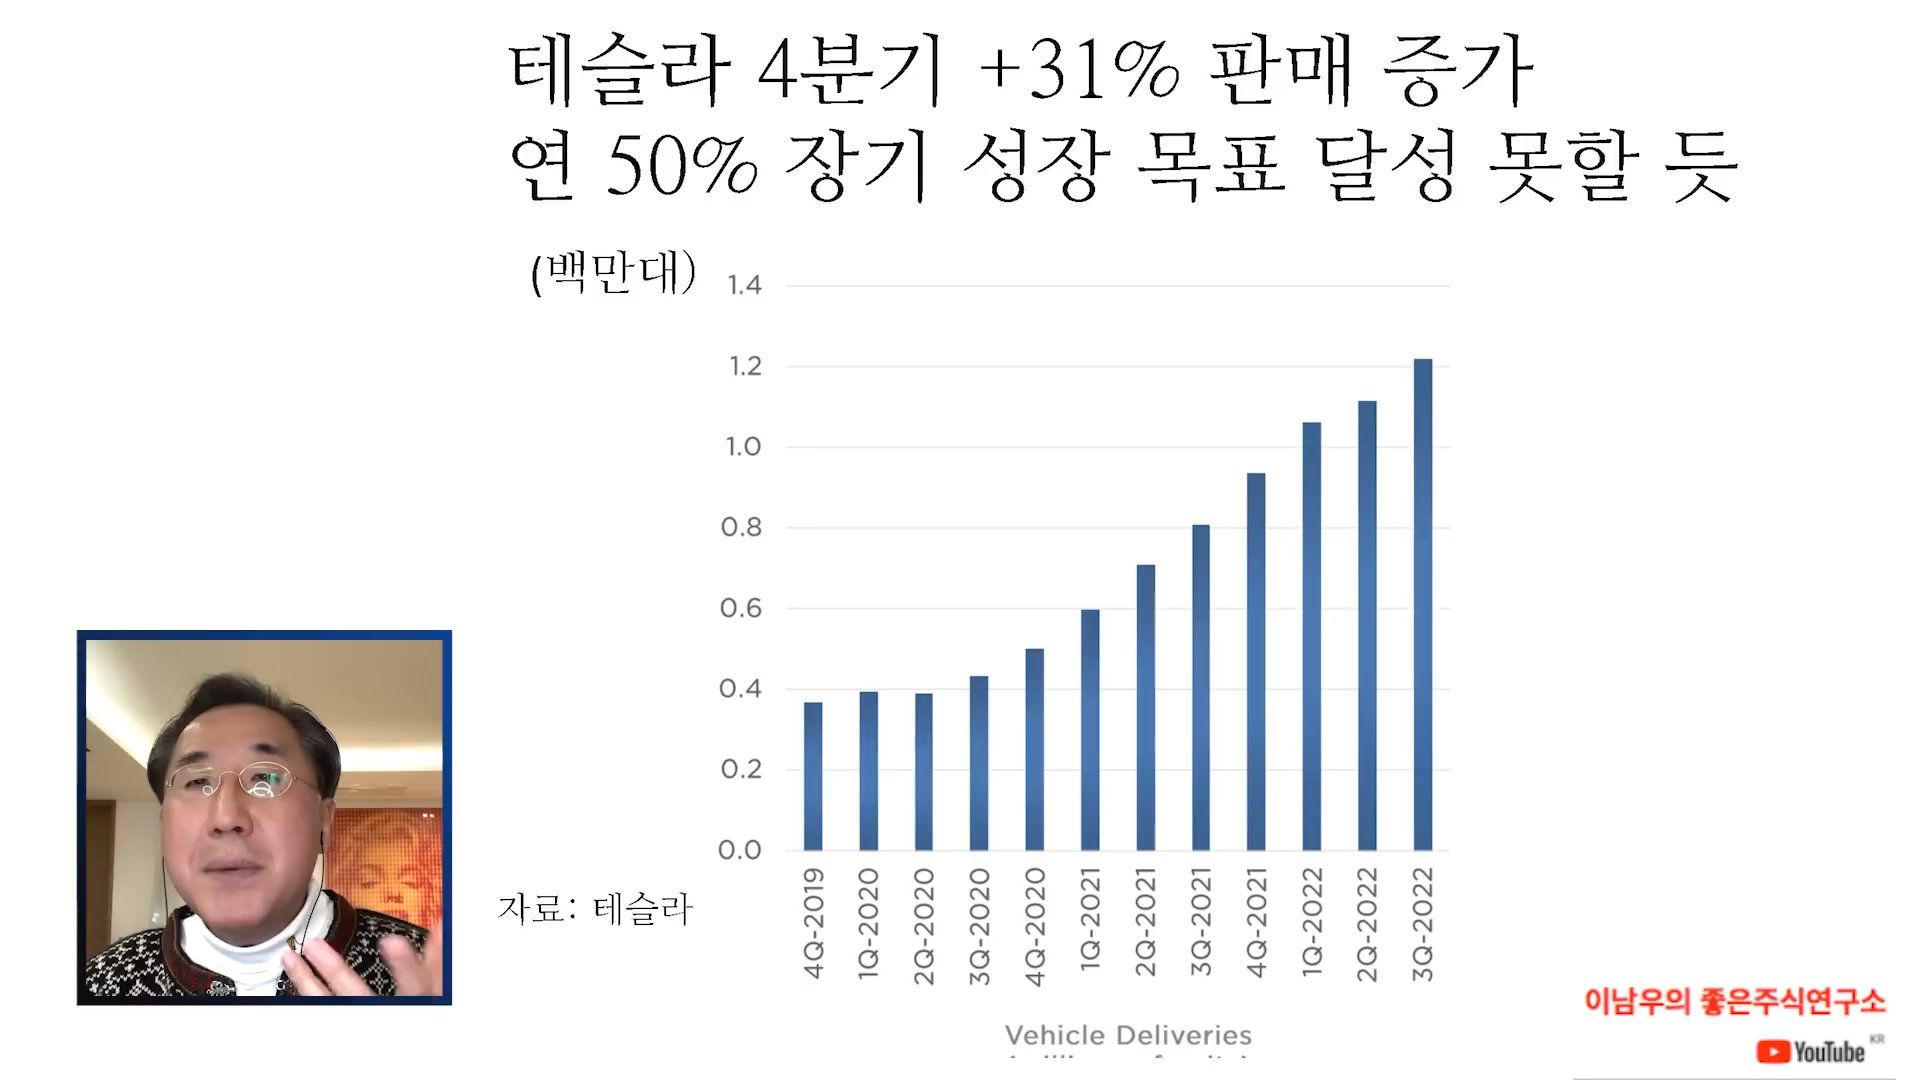 테슬라 4분기 +31% 판매 증가
연 50% 장기 성장 목표 달성 못할 듯
(백만대)
1.4
1.2
1.0
0.8
0.6
0.4
0.2
0.0
4Q-2019
1Q-2020
2Q-2020
3Q-2020
4Q-2020
1Q-2021
2Q-2021
3Q-2021
4Q-2021
1Q-2022
2Q-2022
3Q-2022
자료: 테슬라
Vehicle Deliveries
이남우의 좋은주식연구소
YouTube KR